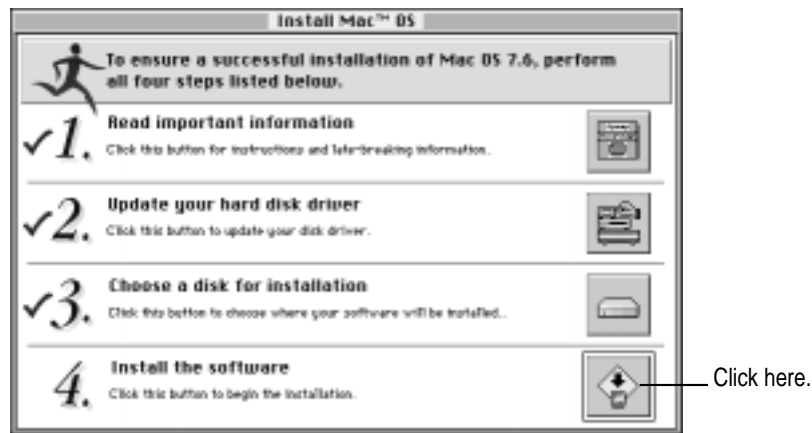 Install Mac™ OS
To ensure a successful installation of Mac OS 7.6, perform
all four steps listed below.
1. Read important information
Click this button for instructions and late-breaking information.
2. Update your hard disk driver
Click this button to update your disk driver.
3. Choose a disk for installation
Click this button to choose where your software will be installed..
4. Install the software
Click this button to begin the installation.
Click here.